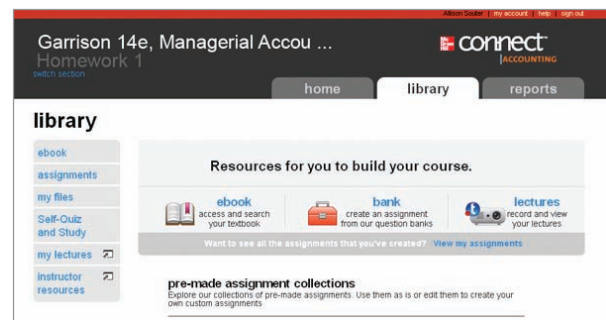 Allison Souter | my account | help | sign out
Garrison 14e, Managerial Accou ...
Homework 1
switch section
Mc Graw Hill connect
|ACCOUNTING
home
library
reports
library
ebook
assignments
my files
Self-Quiz
and Study
my lectures
instructor
resources
Resources for you to build your course.
ebook
access and search
your textbook
bank
create an assignment
from our question banks
lectures
record and view
your lectures
Want to see all the assignments that you've created? View my assignments
pre-made assignment collections
Explore our collections of pre-made assignments. Use them as is or edit them to create your
own custom assignments